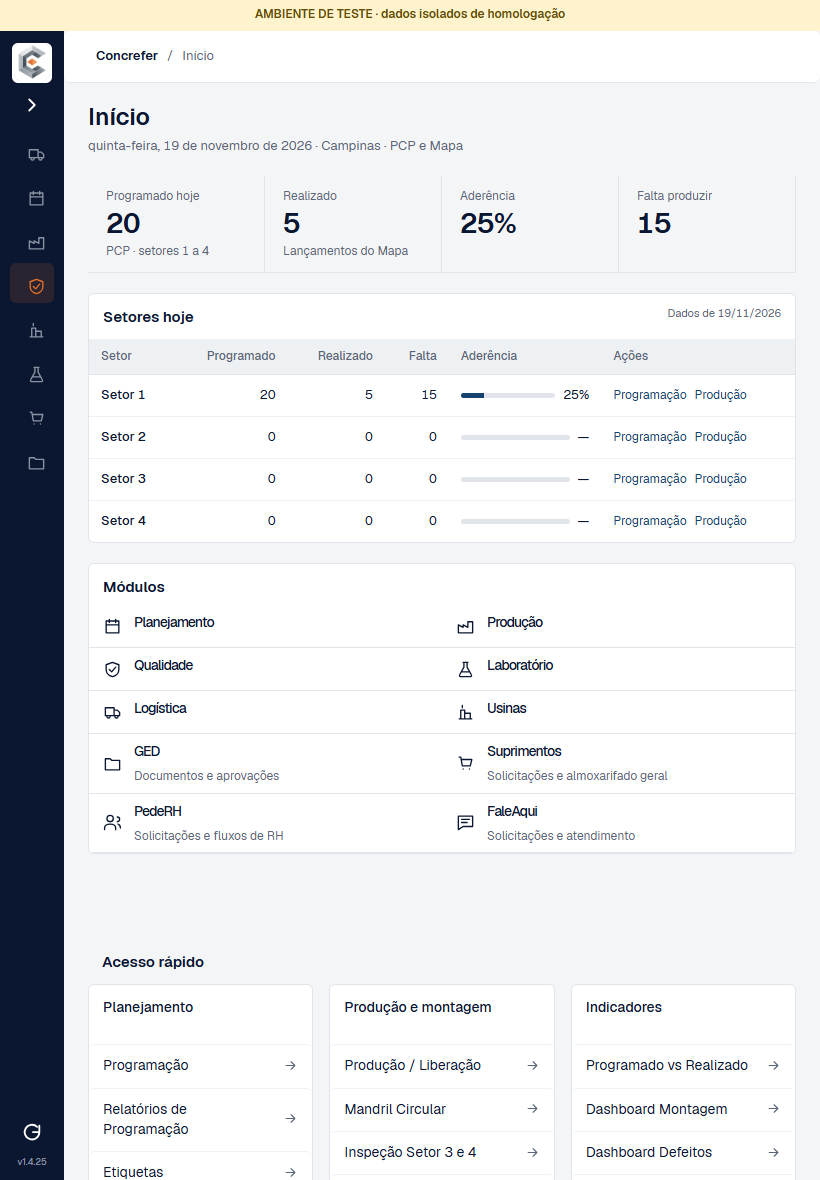 AMBIENTE DE TESTE · dados isolados de homologação
Concrefer / Início
Início
quinta-feira, 19 de novembro de 2026 · Campinas · PCP e Mapa
Programado hoje
20
PCP · setores 1 a 4
Realizado
5
Lançamentos do Mapa
Aderência
25%
Falta produzir
15
Setores hoje
Dados de 19/11/2026
Setor Programado Realizado Falta Aderência Ações
Setor 1 20 5 15 25% Programação Produção
Setor 2 0 0 0 — Programação Produção
Setor 3 0 0 0 — Programação Produção
Setor 4 0 0 0 — Programação Produção
Módulos
Planejamento
Produção
Qualidade
Laboratório
Logística
Usinas
GED
Documentos e aprovações
Suprimentos
Solicitações e almoxarifado geral
PedeRH
Solicitações e fluxos de RH
FaleAqui
Solicitações e atendimento
Acesso rápido
Planejamento
Programação →
Relatórios de
Programação →
Etiquetas →
Produção e montagem
Produção / Liberação →
Mandril Circular →
Inspeção Setor 3 e 4 →
Indicadores
Programado vs Realizado →
Dashboard Montagem →
Dashboard Defeitos →
v1.4.25